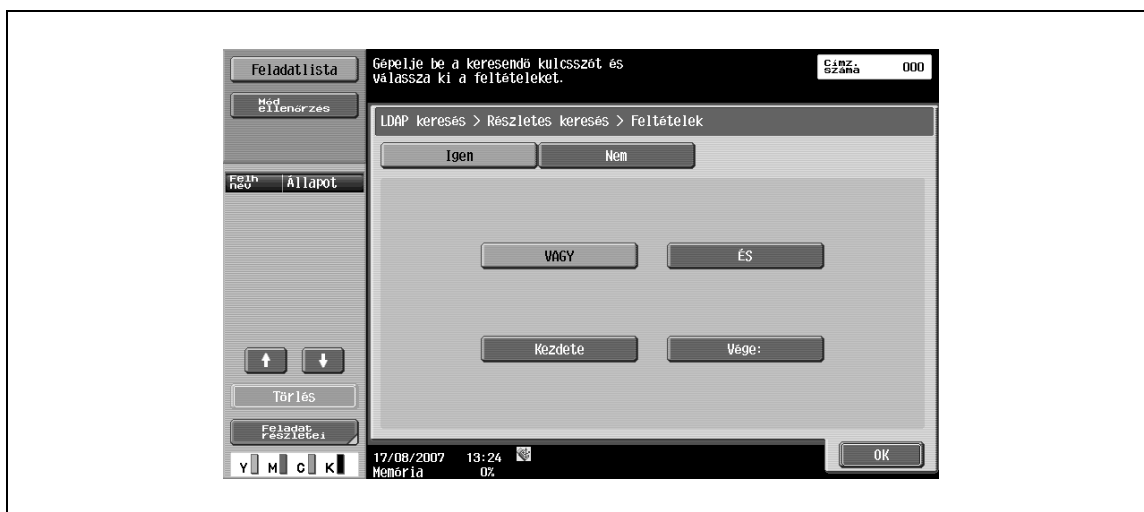 Feladatlista
Gépelje be a keresendő kulcsszót és
válassza ki a feltételeket.
Címz.
száma 000
Mód
ellenőrzés
LDAP keresés > Részletes keresés > Feltételek
Igen Nem
Felh
név Állapot
VAGY ÉS
Kezdete Vége:
Törlés
Feladat
részletei
Y M C K
17/08/2007 13:24
Memória 0%
OK